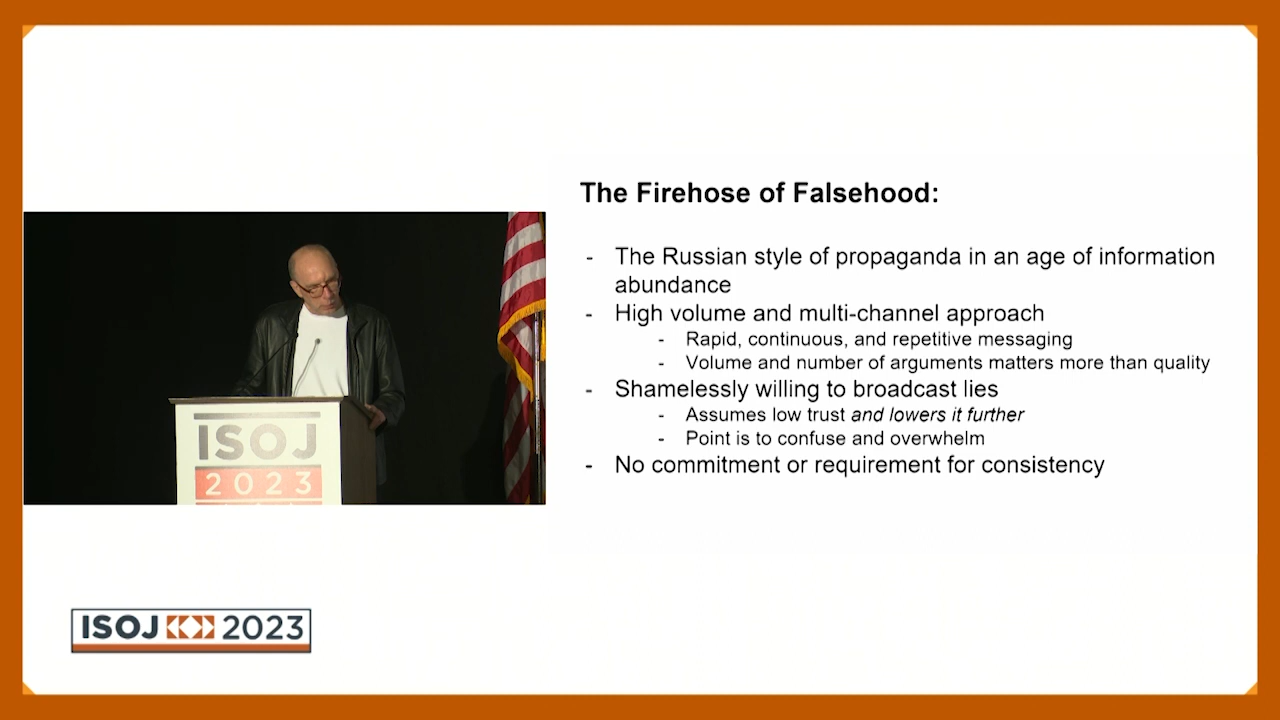 The Firehose of Falsehood:
- The Russian style of propaganda in an age of information
abundance
- High volume and multi-channel approach
- Rapid, continuous, and repetitive messaging
- Volume and number of arguments matters more than quality
- Shamelessly willing to broadcast lies
- Assumes low trust and lowers it further
- Point is to confuse and overwhelm
- No commitment or requirement for consistency
ISOJ
2023
ISOJ 2023